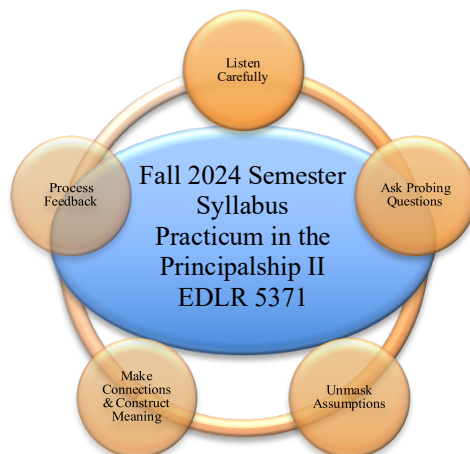 Listen
Carefully
Process
Feedback
Fall 2024 Semester
Syllabus
Practicum in the
Principalship II
EDLR 5371
Ask Probing
Questions
Make
Connections
& Construct
Meaning
Unmask
Assumptions